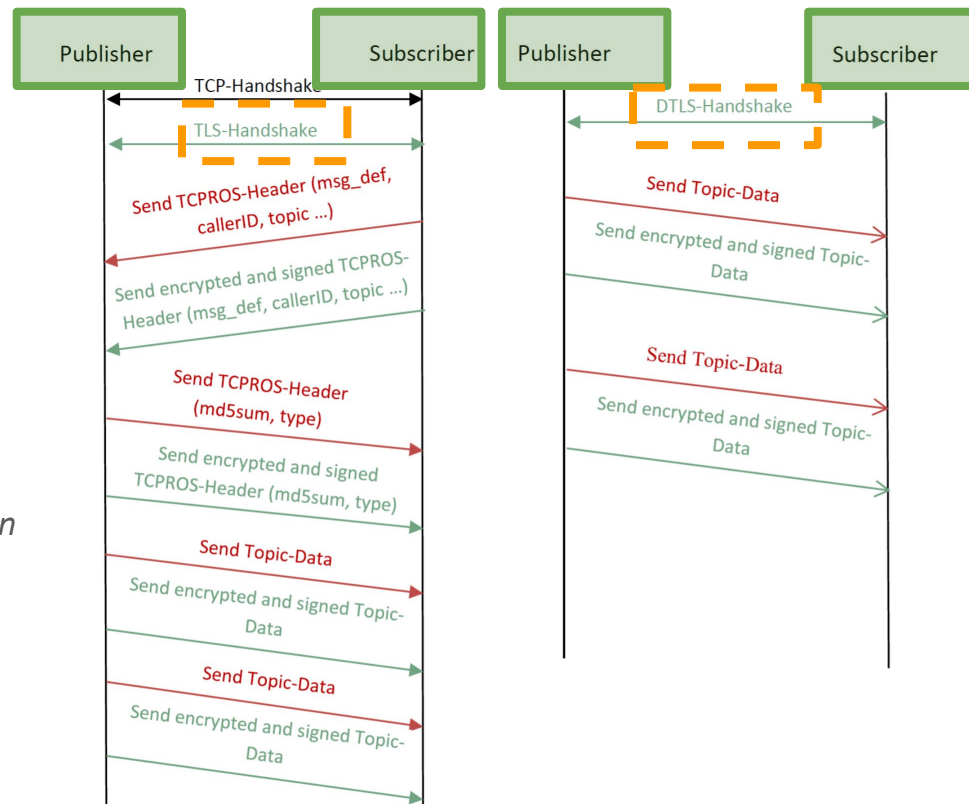 Publisher
Subscriber
TCP-Handshake
TLS-Handshake
Send TCPROS-Header (msg_def,
callerID, topic ...)
Send encrypted and signed TCPROS-
Header (msg_def, callerID, topic ...)
Send TCPROS-Header
(md5sum, type)
Send encrypted and signed
TCPROS-Header (md5sum, type)
n
Send Topic-Data
Send encrypted and signed Topic-
Data
Send Topic-Data
Send encrypted and signed Topic-
Data
Publisher
Subscriber
DTLS-Handshake
Send Topic-Data
Send encrypted and signed Topic-
Data
Send Topic-Data
Send encrypted and signed Topic-
Data